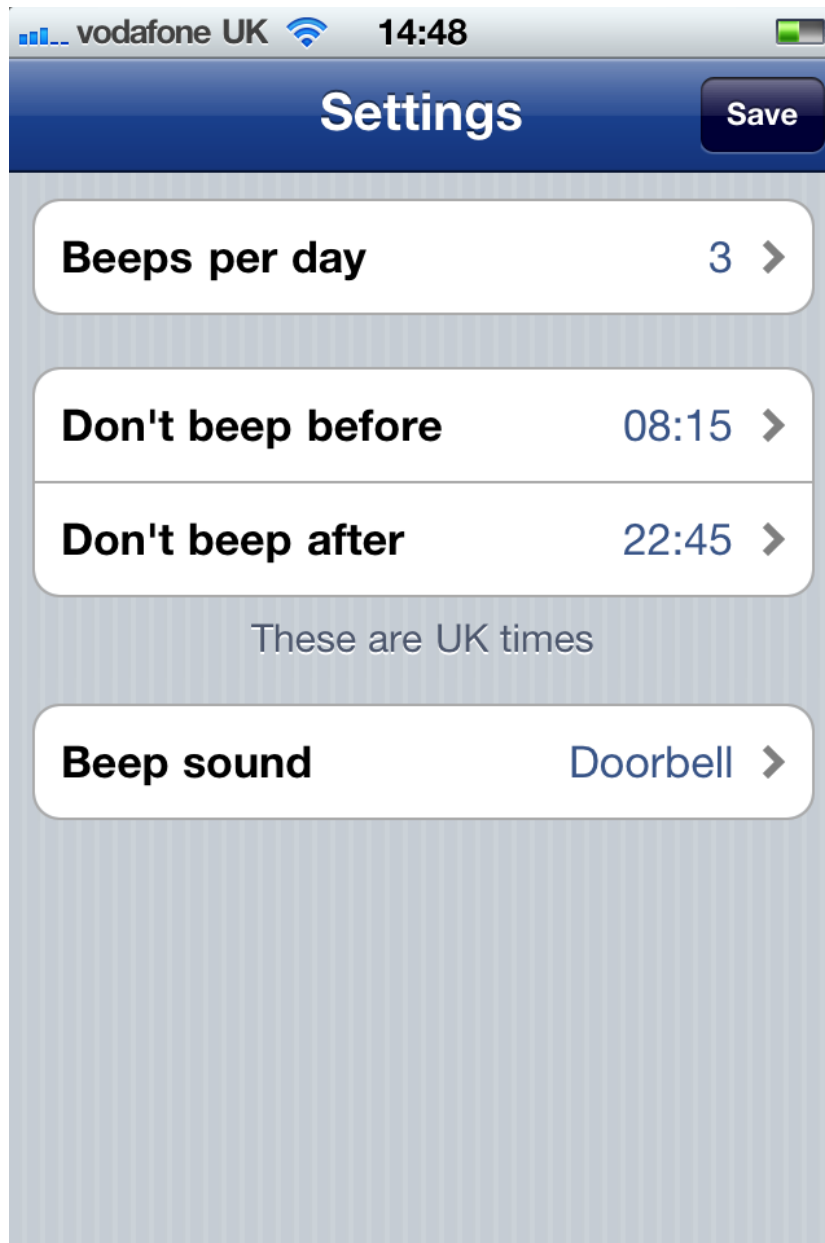 vodafone UK 14:48
Settings Save
Beeps per day 3
Don't beep before 08:15
Don't beep after 22:45
These are UK times
Beep sound Doorbell